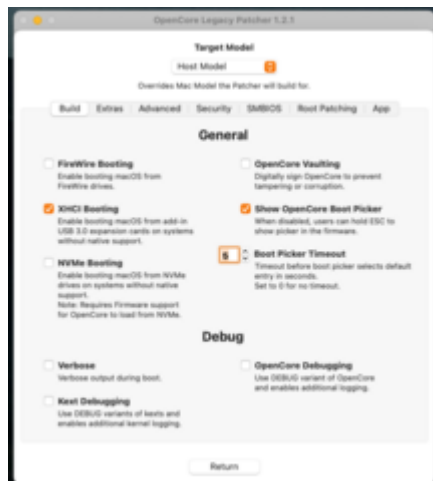 OpenCore Legacy Patcher 1.2.1
Target Model
Host Model
Overrides Mac Model the Patcher will build for.
Build Extras Advanced Security SMBIOS Root Patching App
General
FireWire Booting
Enable booting macOS from
FireWire drives.
XHCI Booting
Enable booting macOS from add-in
USB 3.0 expansion cards on systems
without native support.
NVMe Booting
Enable booting macOS from NVMe
drives on systems without native
support.
Note: Requires Firmware support
for OpenCore to load from NVMe.
OpenCore Vaulting
Digitally sign OpenCore to prevent
tampering or corruption.
Show OpenCore Boot Picker
When disabled, users can hold ESC to
show picker in the firmware.
5 Boot Picker Timeout
Timeout before boot picker selects default
entry in seconds.
Set to 0 for no timeout.
Debug
Verbose
Verbose output during boot.
Kext Debugging
Use DEBUG variants of kexts and
enables additional kernel logging.
OpenCore Debugging
Use DEBUG variant of OpenCore
and enables additional logging.
Return